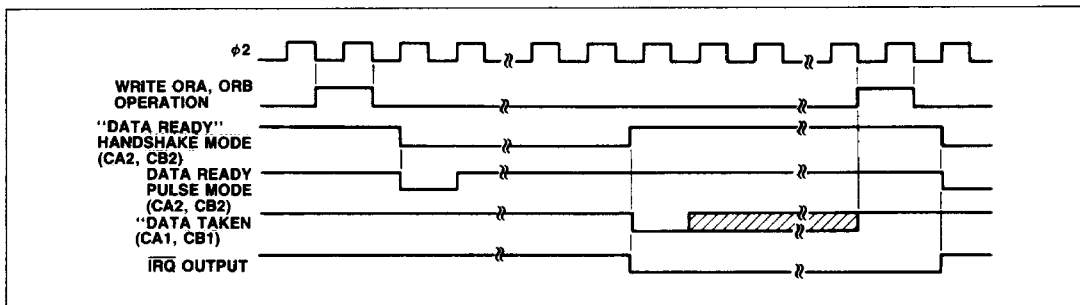 φ2
WRITE ORA, ORB
OPERATION
"DATA READY"
HANDSHAKE MODE
(CA2, CB2)
DATA READY
PULSE MODE
(CA2, CB2)
"DATA TAKEN
(CA1, CB1)
IRQ OUTPUT